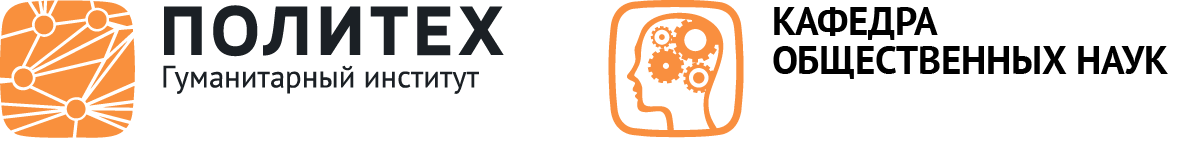 ПОЛИТЕХ
Гуманитарный институт
КАФЕДРА
ОБЩЕСТВЕННЫХ НАУК